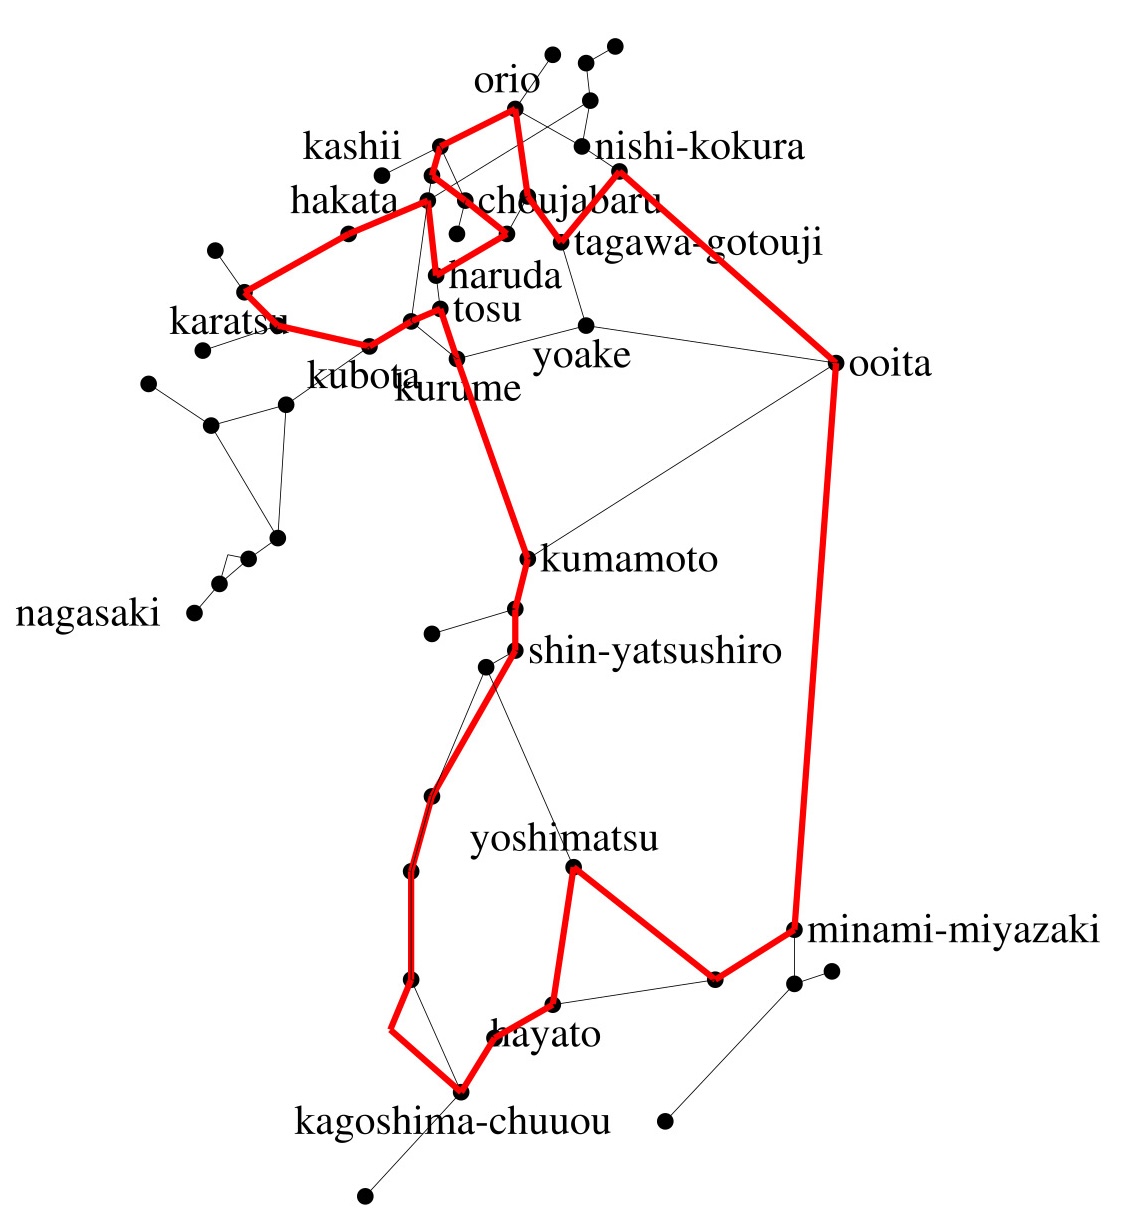 orio
kashii
nishi-kokura
hakata
choujabaru
tagawa-gotouji
haruda
tosu
karatsu
yoake
ooita
kubota
kurume
kumamoto
nagasaki
shin-yatsushiro
yoshimatsu
minami-miyazaki
hayato
kagoshima-chuuou